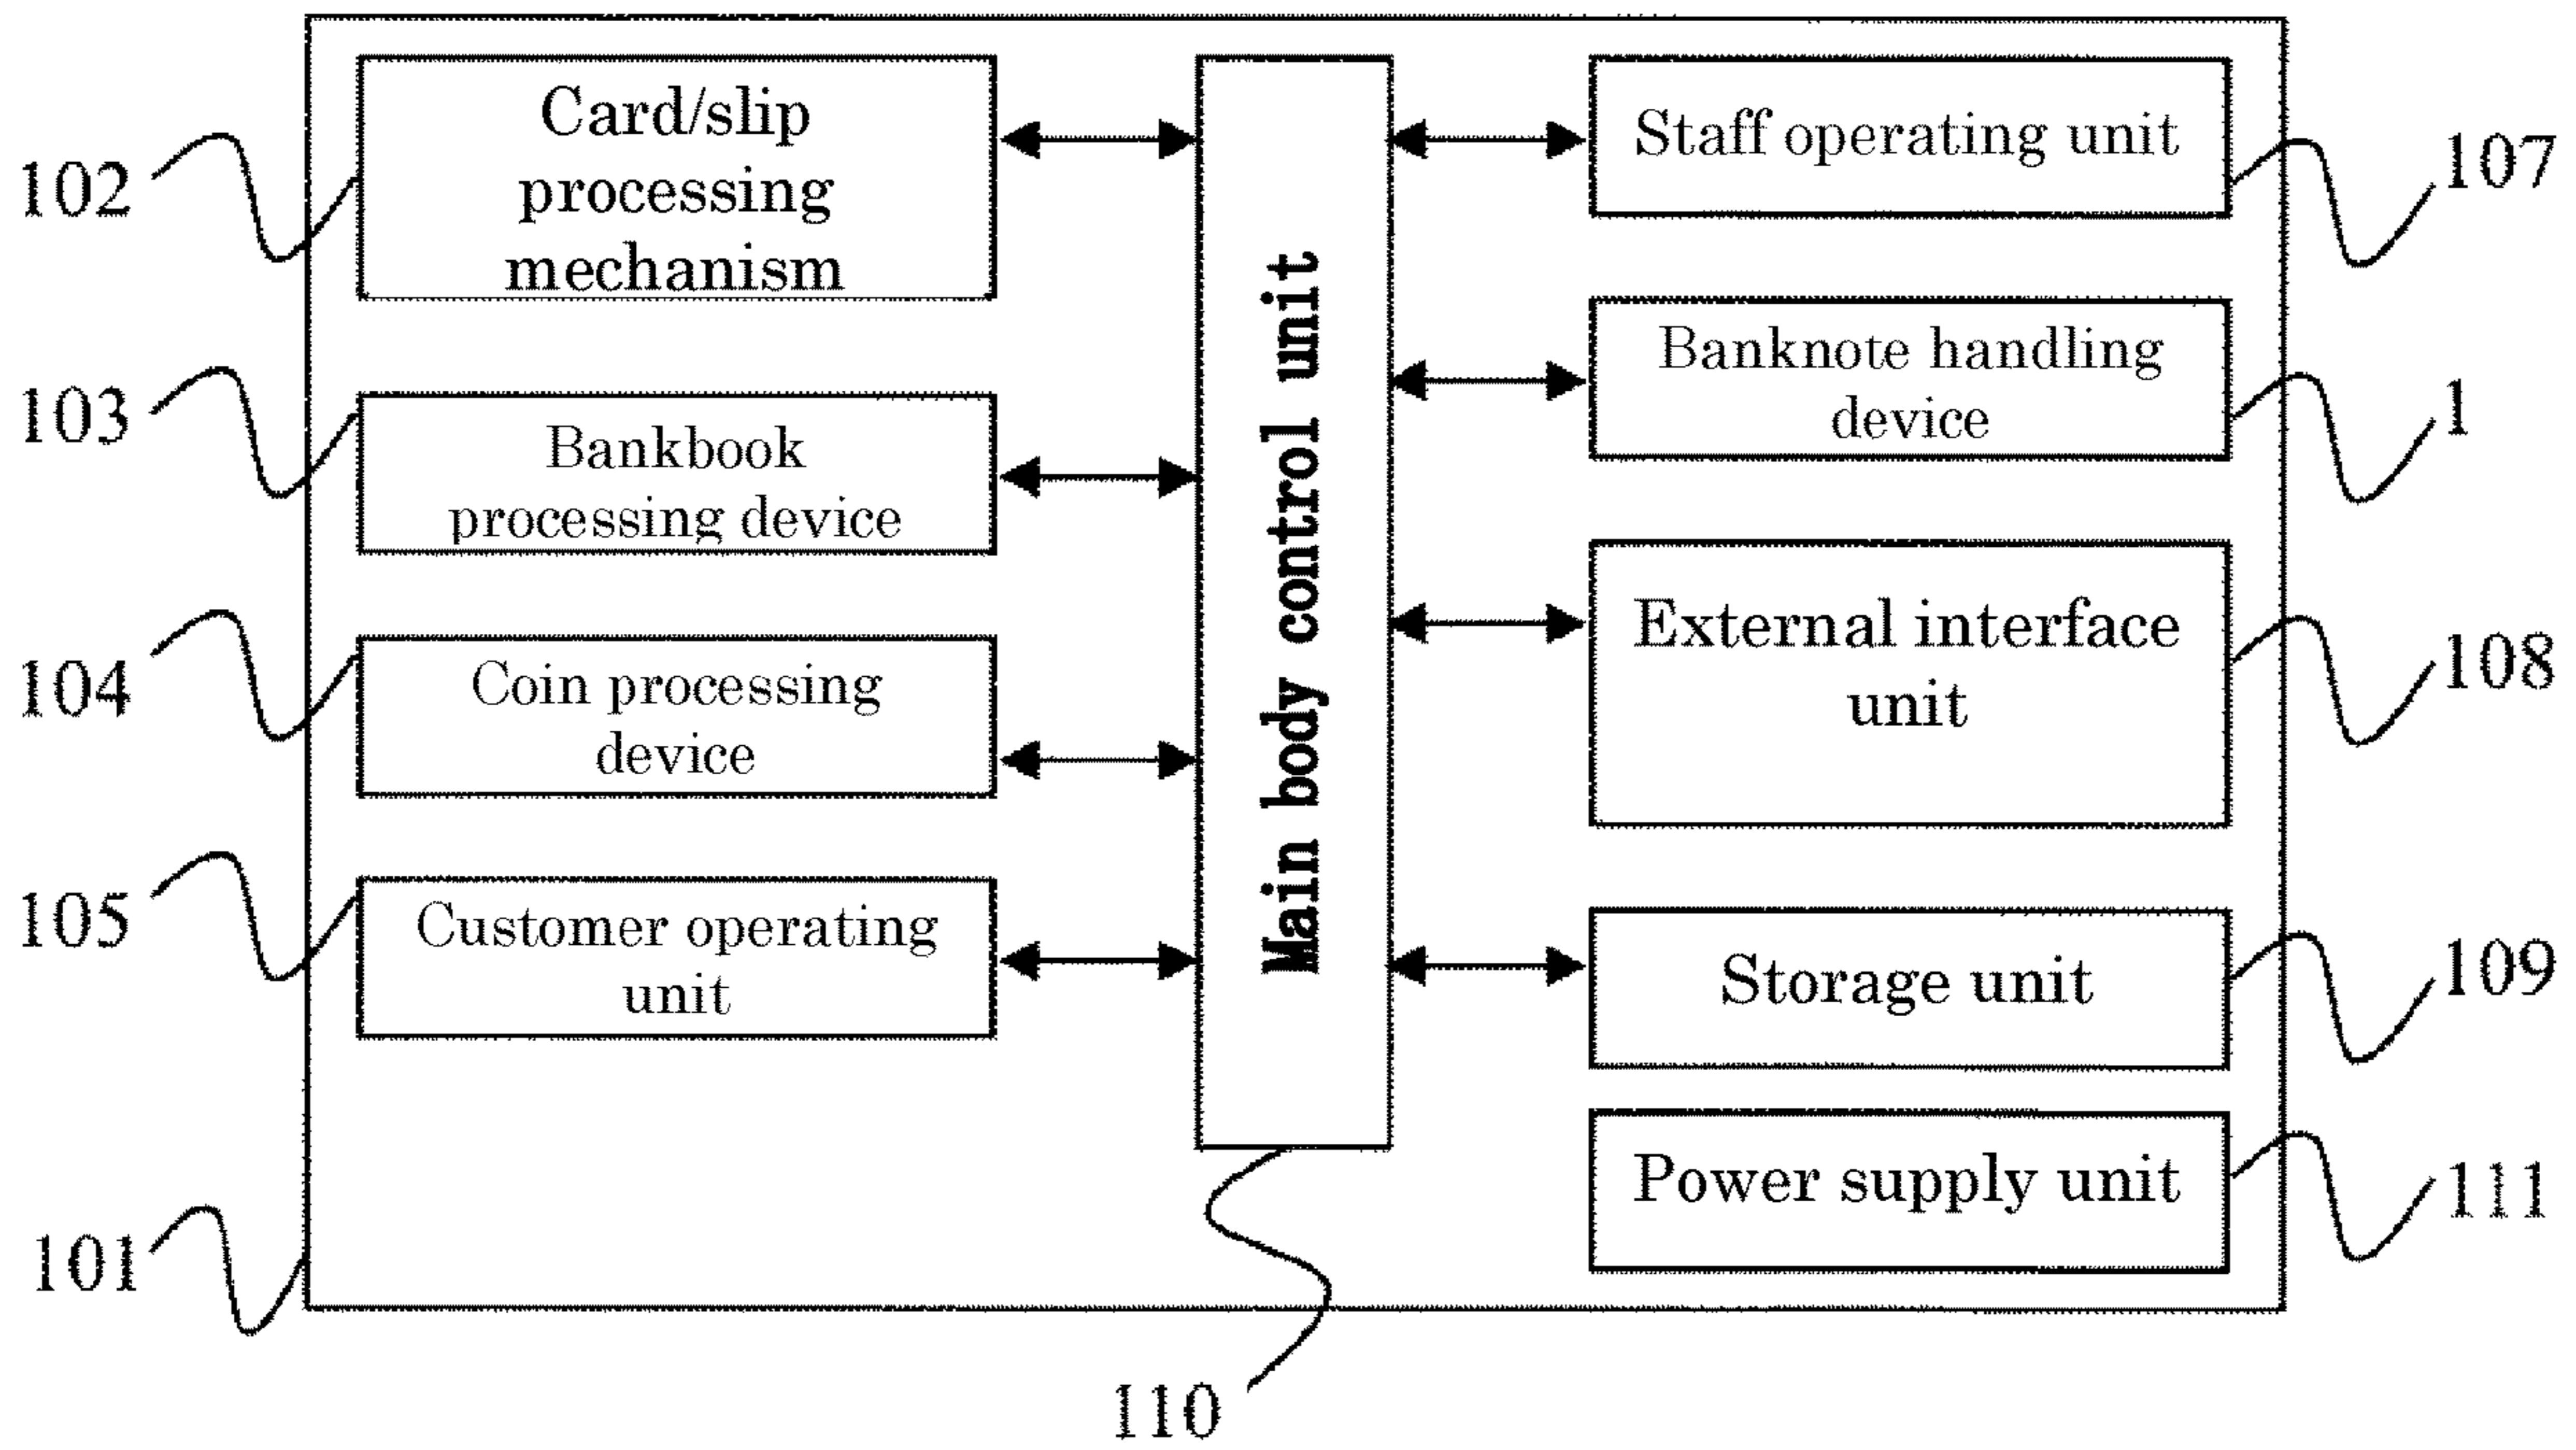 102
Card/slip
processing
mechanism
103
Bankbook
processing device
104
Coin processing
device
105
Customer operating
unit
101
Main body control unit
110
Staff operating unit
107
Banknote handling
device
1
External interface
unit
108
Storage unit
109
Power supply unit
111